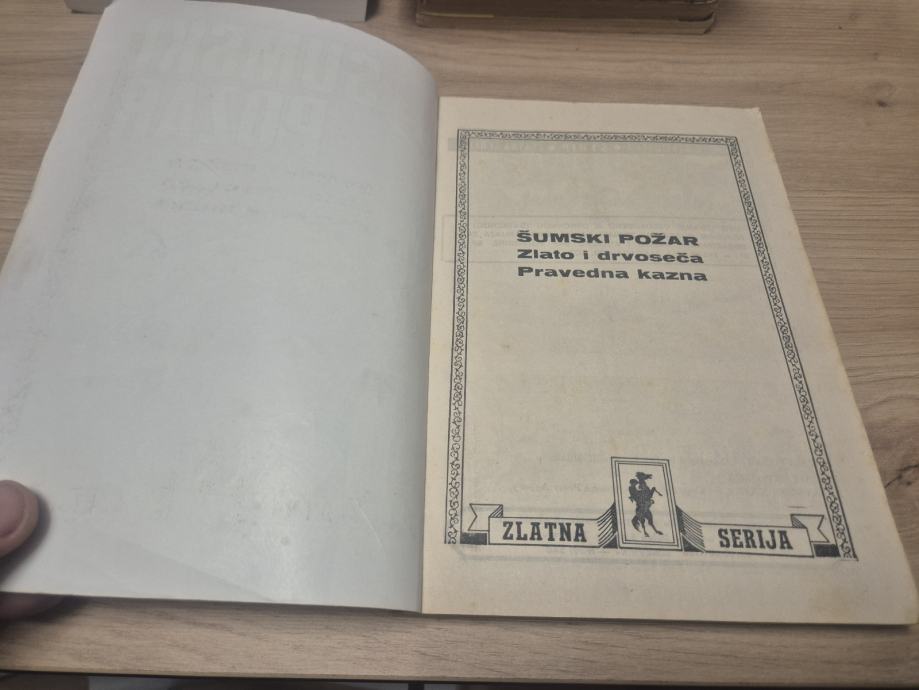 ŠUMSKI POŽAR
Zlato i drvoseča
Pravedna kazna
ZLATNA SERIJA